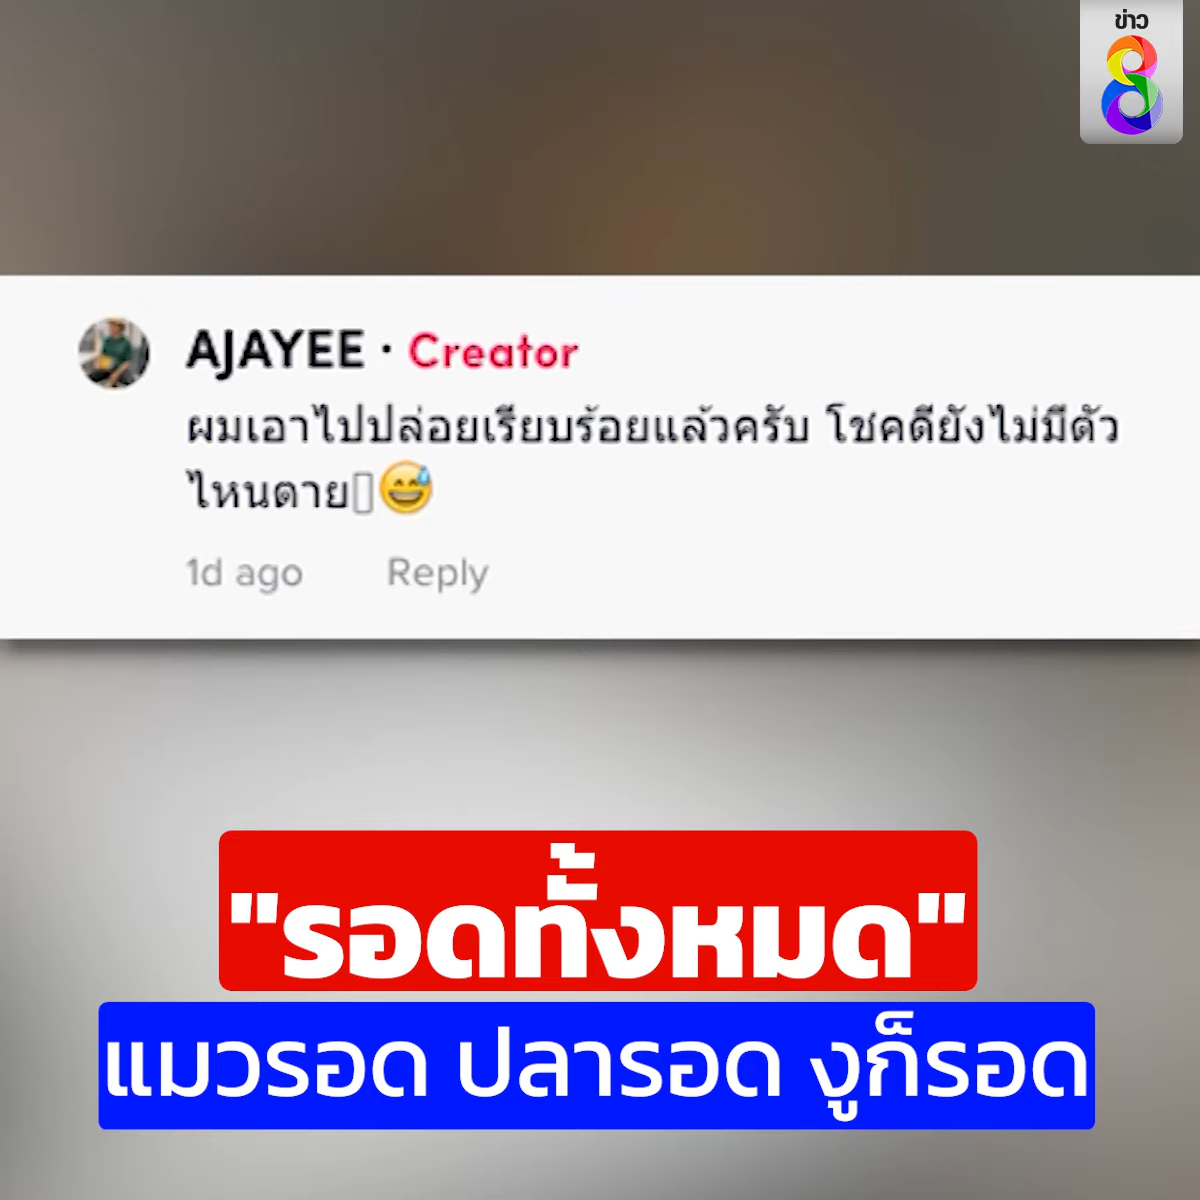 ข่าว
8
AJAYEE · Creator
ผมเอาไปปล่อยเรียบร้อยแล้วครับ โชคดียังไม่มีตัว
ไหนตาย😅
1d ago Reply
"รอดทั้งหมด"
แมวรอด ปลารอด งูก็รอด